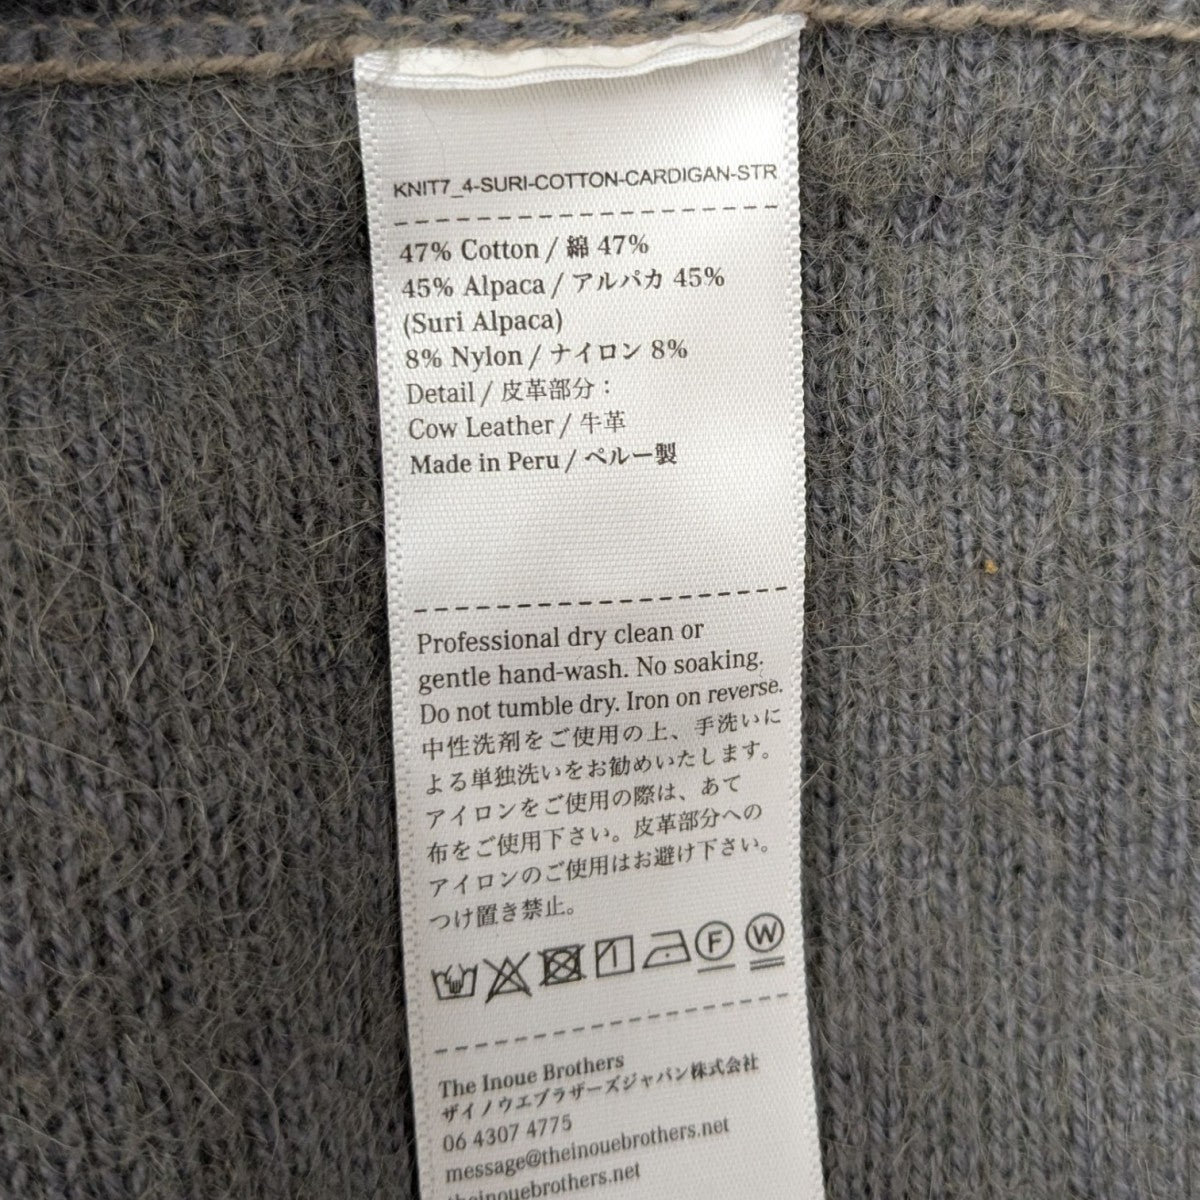 KNIT7_4-SURI-COTTON-CARDIGAN-STR
47% Cotton / 綿 47%
45% Alpaca / アルパカ 45%
(Suri Alpaca)
8% Nylon / ナイロン 8%
Detail / 皮革部分：
Cow Leather / 牛革
Made in Peru / ペルー製
Professional dry clean or
gentle hand-wash. No soaking.
Do not tumble dry. Iron on reverse.
中性洗剤をご使用の上、手洗いに
よる単独洗いをお勧めいたします。
アイロンをご使用の際は、あて
布をご使用下さい。皮革部分への
アイロンのご使用はお避け下さい。
つけ置き禁止。
F W
The Inoue Brothers
ザイノウエブラザーズジャパン株式会社
06 4307 4775
message@theinouebrothers.net
theinouebrothers.net